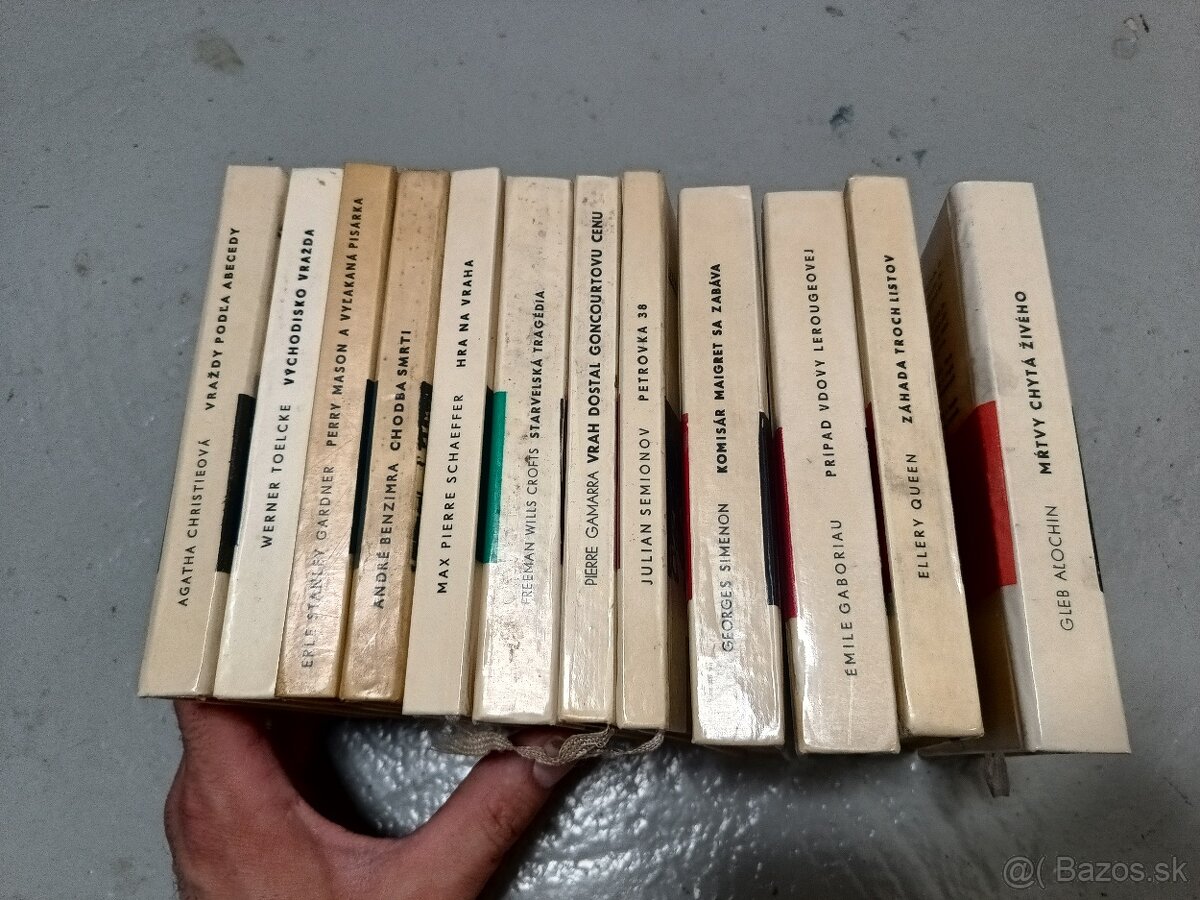 AGATHA CHRISTIEOVÁ VRAŽDY PODĽA ABECEDY
WERNER TOELCKE VÝCHODISKO VRAŽDA
ERLE STANLEY GARDNER PERRY MASON A VYĽAKANÁ PISÁRKA
ANDRÉ BENZIMRA CHODBA SMRTI
MAX PIERRE SCHAEFFER HRA NA VRAHA
FREEMAN WILLS CROFTS STARVELSKÁ TRAGÉDIA
PIERRE GAMARRA VRAH DOSTAL GONCOURTOVU CENU
JULIAN SEMIONOV PETROVKA 38
GEORGES SIMENON KOMISÁR MAIGRET SA ZABÁVA
EMILE GABORIAU PRÍPAD VDOVY LEROUGEOVEJ
ELLERY QUEEN ZÁHADA TROCH LISTOV
GLEB ALOCHIN MŔTVY CHYTÁ ŽIVÉHO
@( Bazos.sk